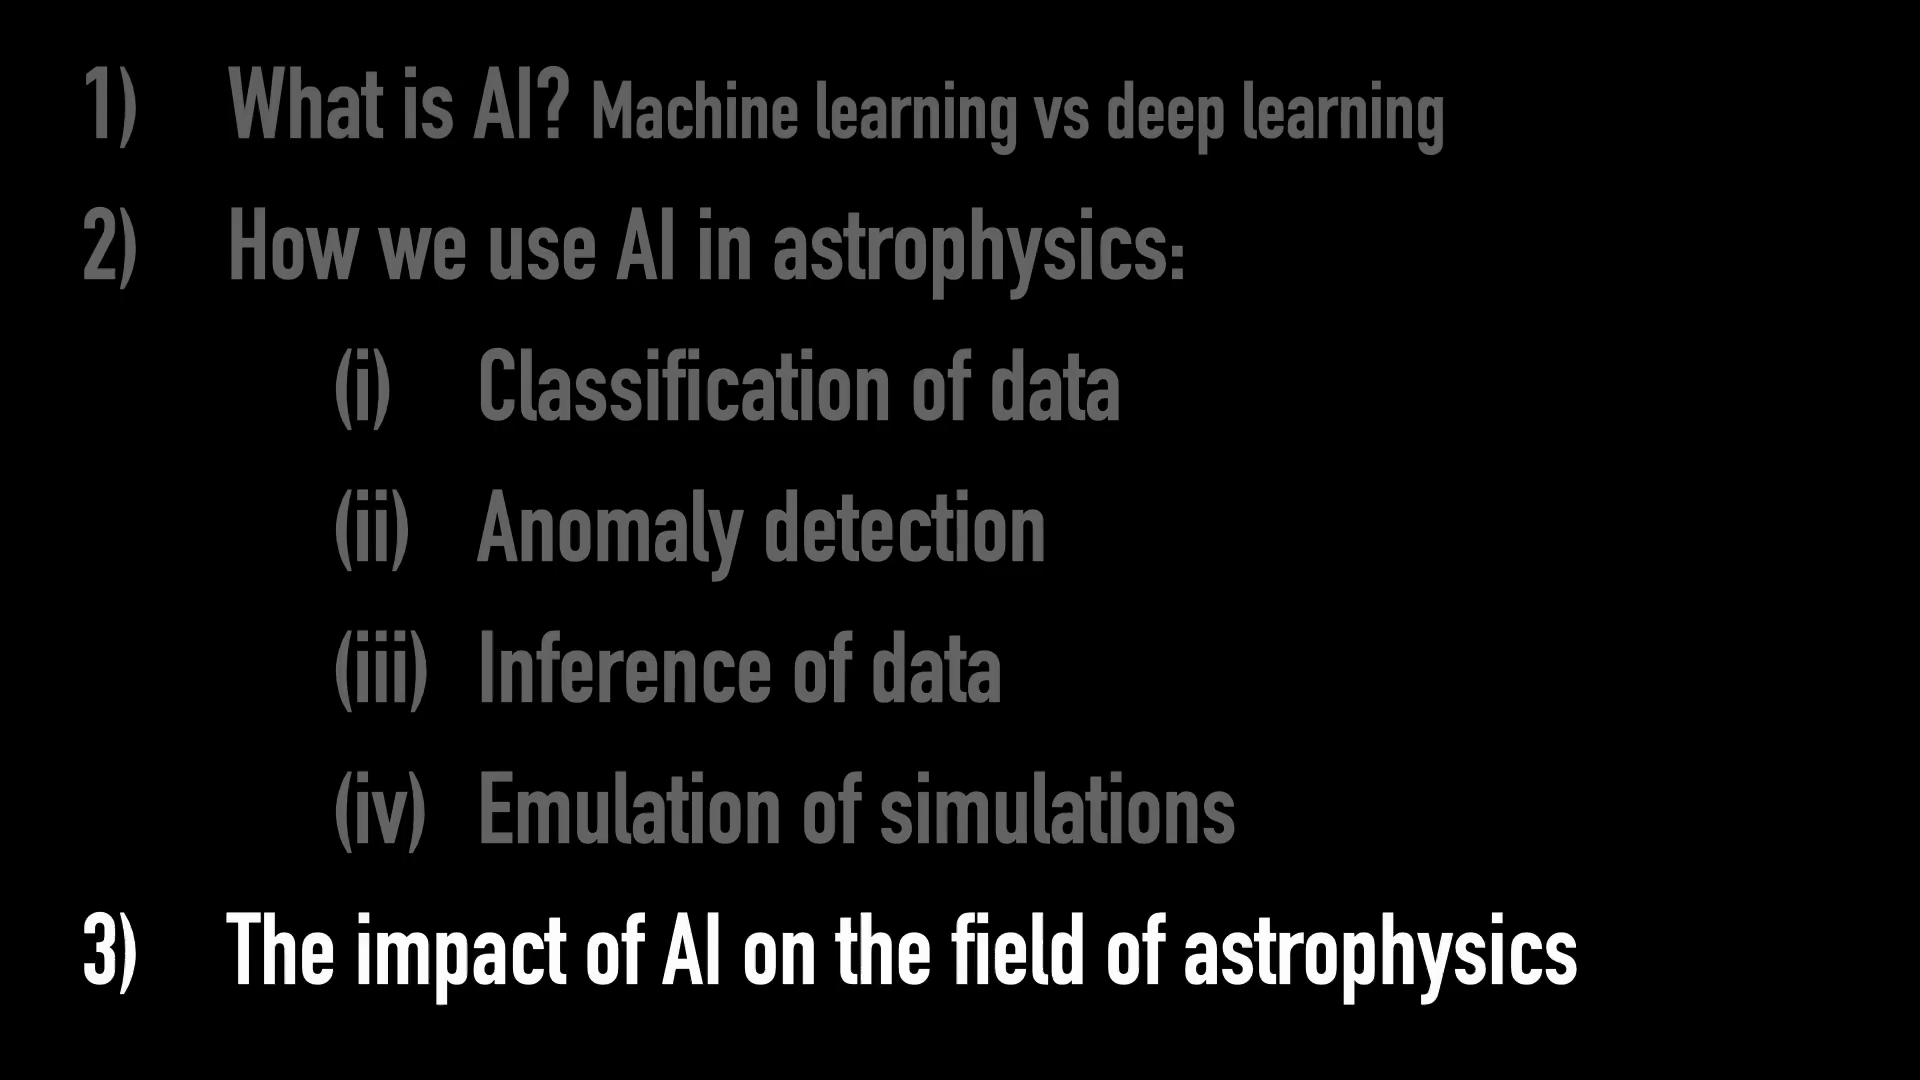 1) What is AI? Machine learning vs deep learning
2) How we use AI in astrophysics:
(i) Classification of data
(ii) Anomaly detection
(iii) Inference of data
(iv) Emulation of simulations
3) The impact of AI on the field of astrophysics